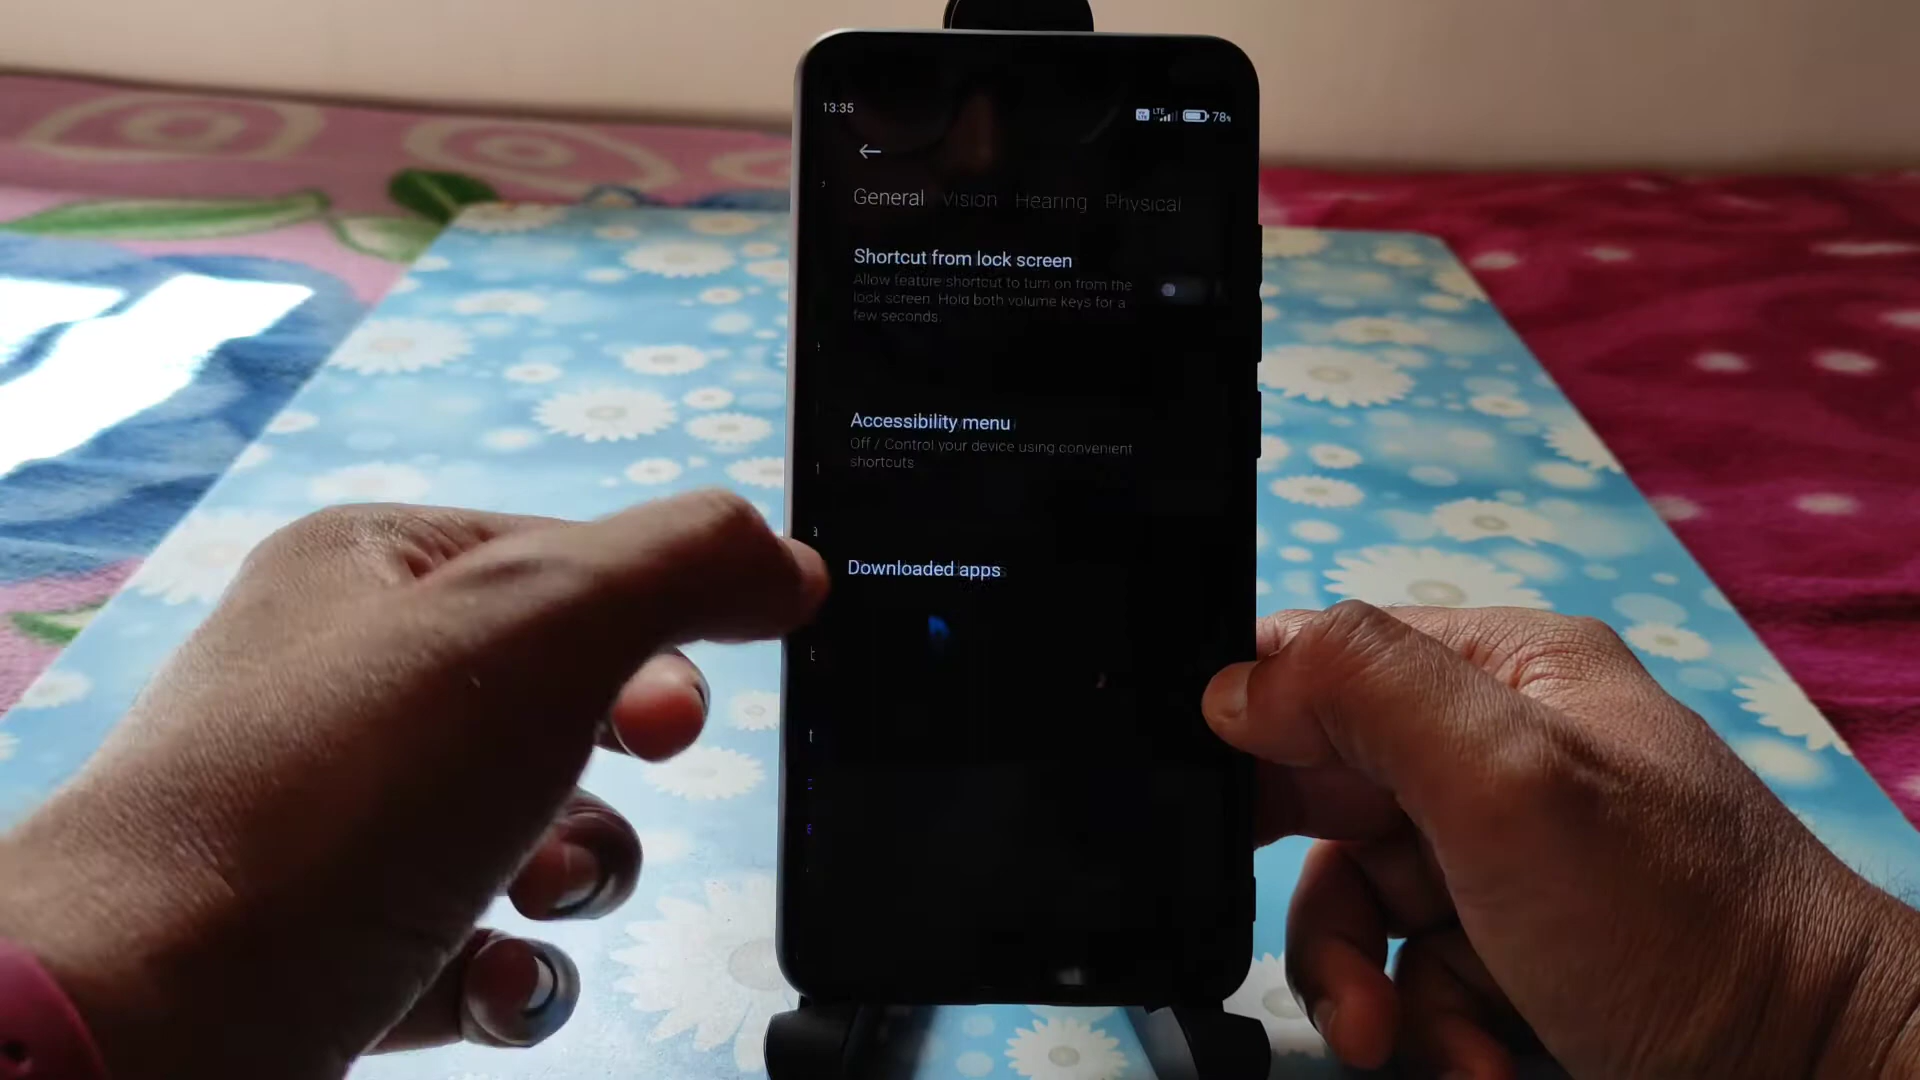 13:35
LTE 78%
General Vision Hearing Physical
Shortcut from lock screen
Allow feature shortcut to turn on from the
lock screen. Hold both volume keys for a
few seconds.
Accessibility menu
Off / Control your device using convenient
shortcuts
Downloaded apps